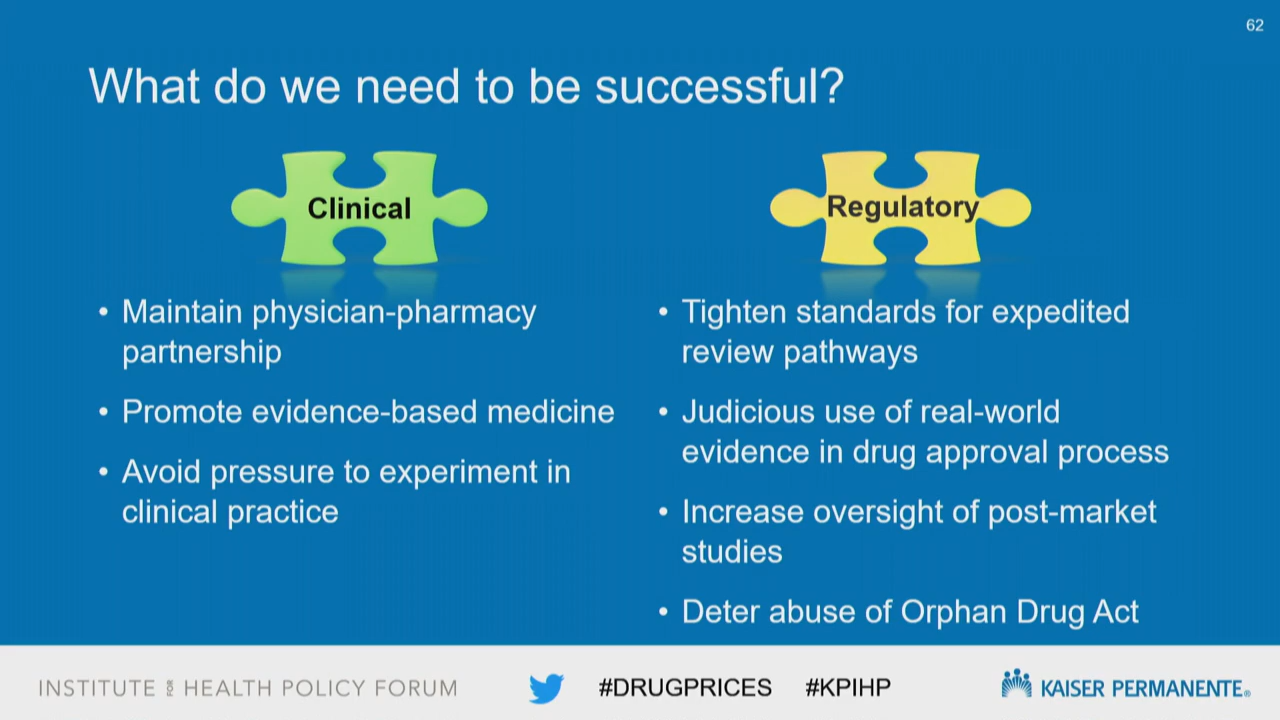 62
What do we need to be successful?
Clinical
• Maintain physician-pharmacy
partnership
• Promote evidence-based medicine
• Avoid pressure to experiment in
clinical practice
Regulatory
• Tighten standards for expedited
review pathways
• Judicious use of real-world
evidence in drug approval process
• Increase oversight of post-market
studies
• Deter abuse of Orphan Drug Act
INSTITUTE FOR HEALTH POLICY FORUM
#DRUGPRICES #KPIHP
KAISER PERMANENTE®